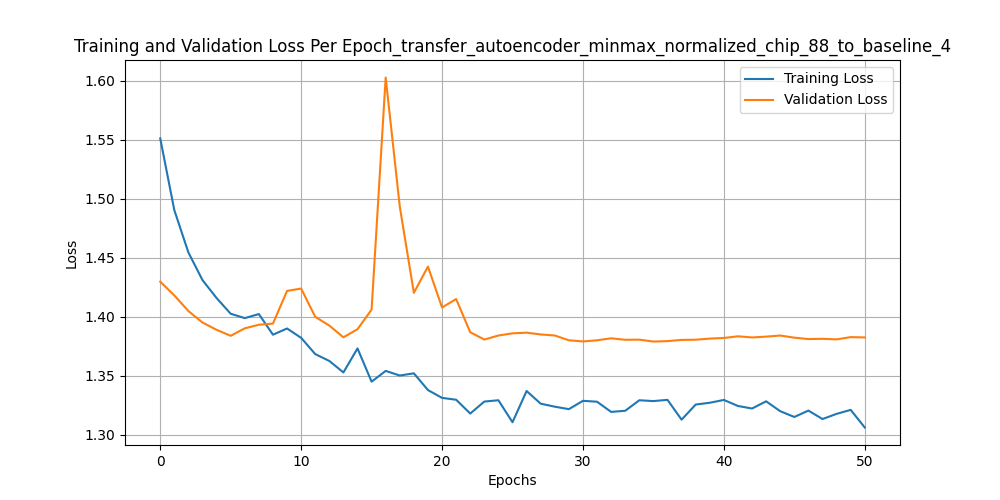 Training and Validation Loss Per Epoch_transfer_autoencoder_minmax_normalized_chip_88_to_baseline_4
Training Loss
Validation Loss
1.60
1.55
1.50
1.45
1.40
1.35
1.30
Loss
0 10 20 30 40 50
Epochs